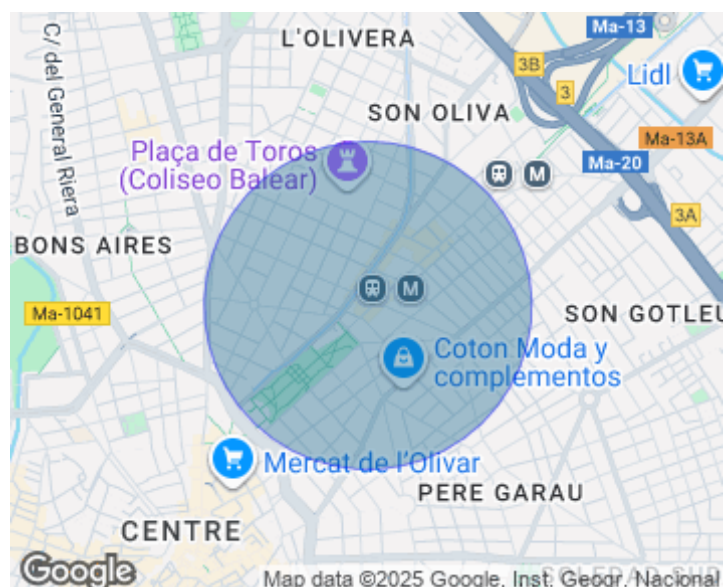 C/ del General Riera
L'OLIVERA
Ma-13
3B
3
Lidl
SON OLIVA
Plaça de Toros
(Coliseo Balear)
M
Ma-13A
Ma-20
3A
BONS AIRES
M
Ma-1041
SON GOTLEU
Coton Moda y
complementos
Mercat de l'Olivar
PERE GARAU
CENTRE
SOLEDAD SUD
Google
Map data ©2025 Google, Inst. Geogr. Nacional